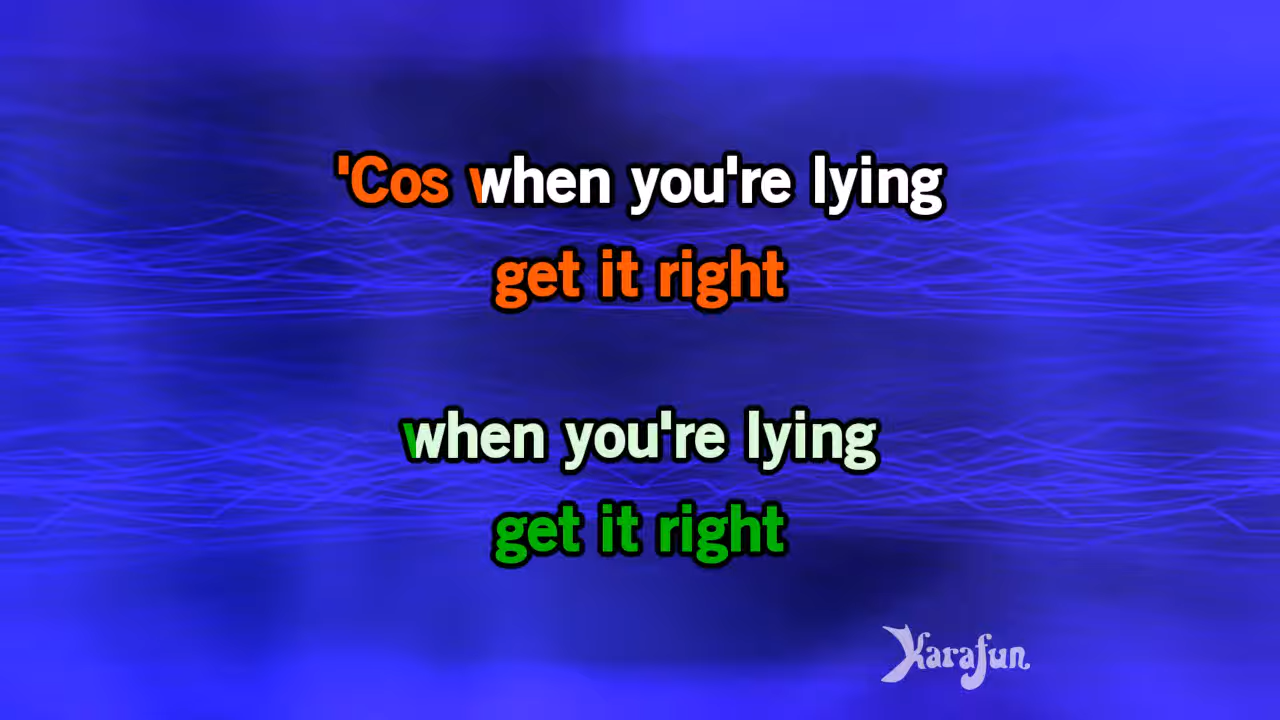 'Cos when you're lying
get it right
when you're lying
get it right
Karafun